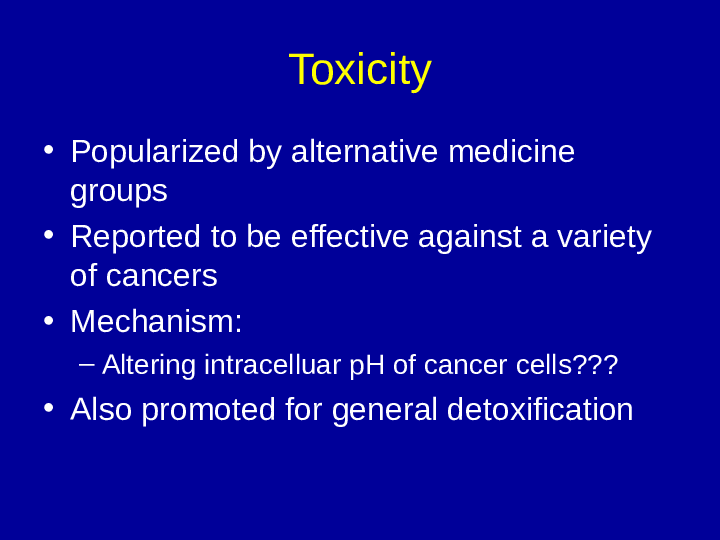 Toxicity
• Popularized by alternative medicine
groups
• Reported to be effective against a variety
of cancers
• Mechanism:
– Altering intracelluar pH of cancer cells???
• Also promoted for general detoxification